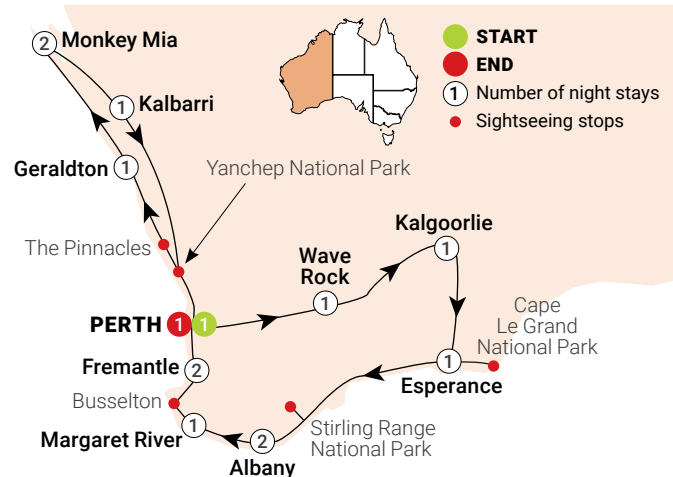 2 Monkey Mia
START
END
1 Number of night stays
Sightseeing stops
1 Kalbarri
Geraldton 1
Yanchep National Park
The Pinnacles
Kalgoorlie
1
Wave
Rock
1
PERTH 1 1
Cape
Le Grand
National Park
Fremantle 2
1
Esperance
Busselton
Margaret River 1
Stirling Range
National Park
2
Albany